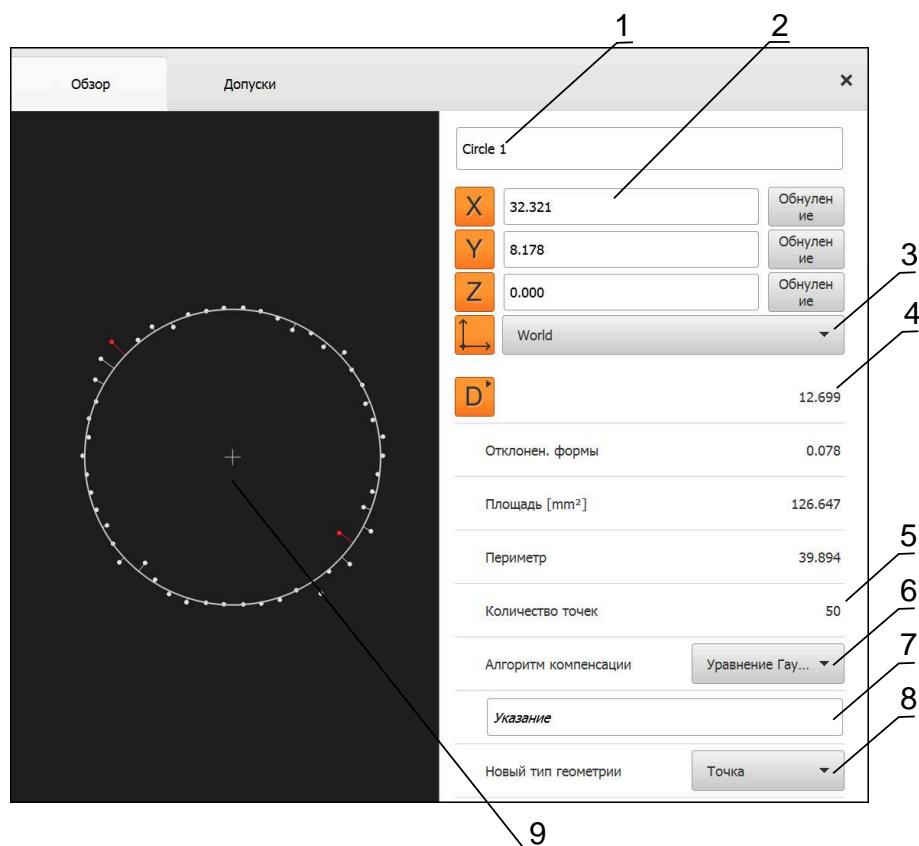 1
2
Обзор
Допуски
×
Circle 1
X
32.321
Обнулен
ие
Y
8.178
Обнулен
ие
3
Z
0.000
Обнулен
ие
World
4
D
12.699
Отклонен. формы
0.078
Площадь [mm²]
126.647
5
Периметр
39.894
6
Количество точек
50
7
Алгоритм компенсации
Уравнение Гау...
8
Указание
Новый тип геометрии
Точка
9